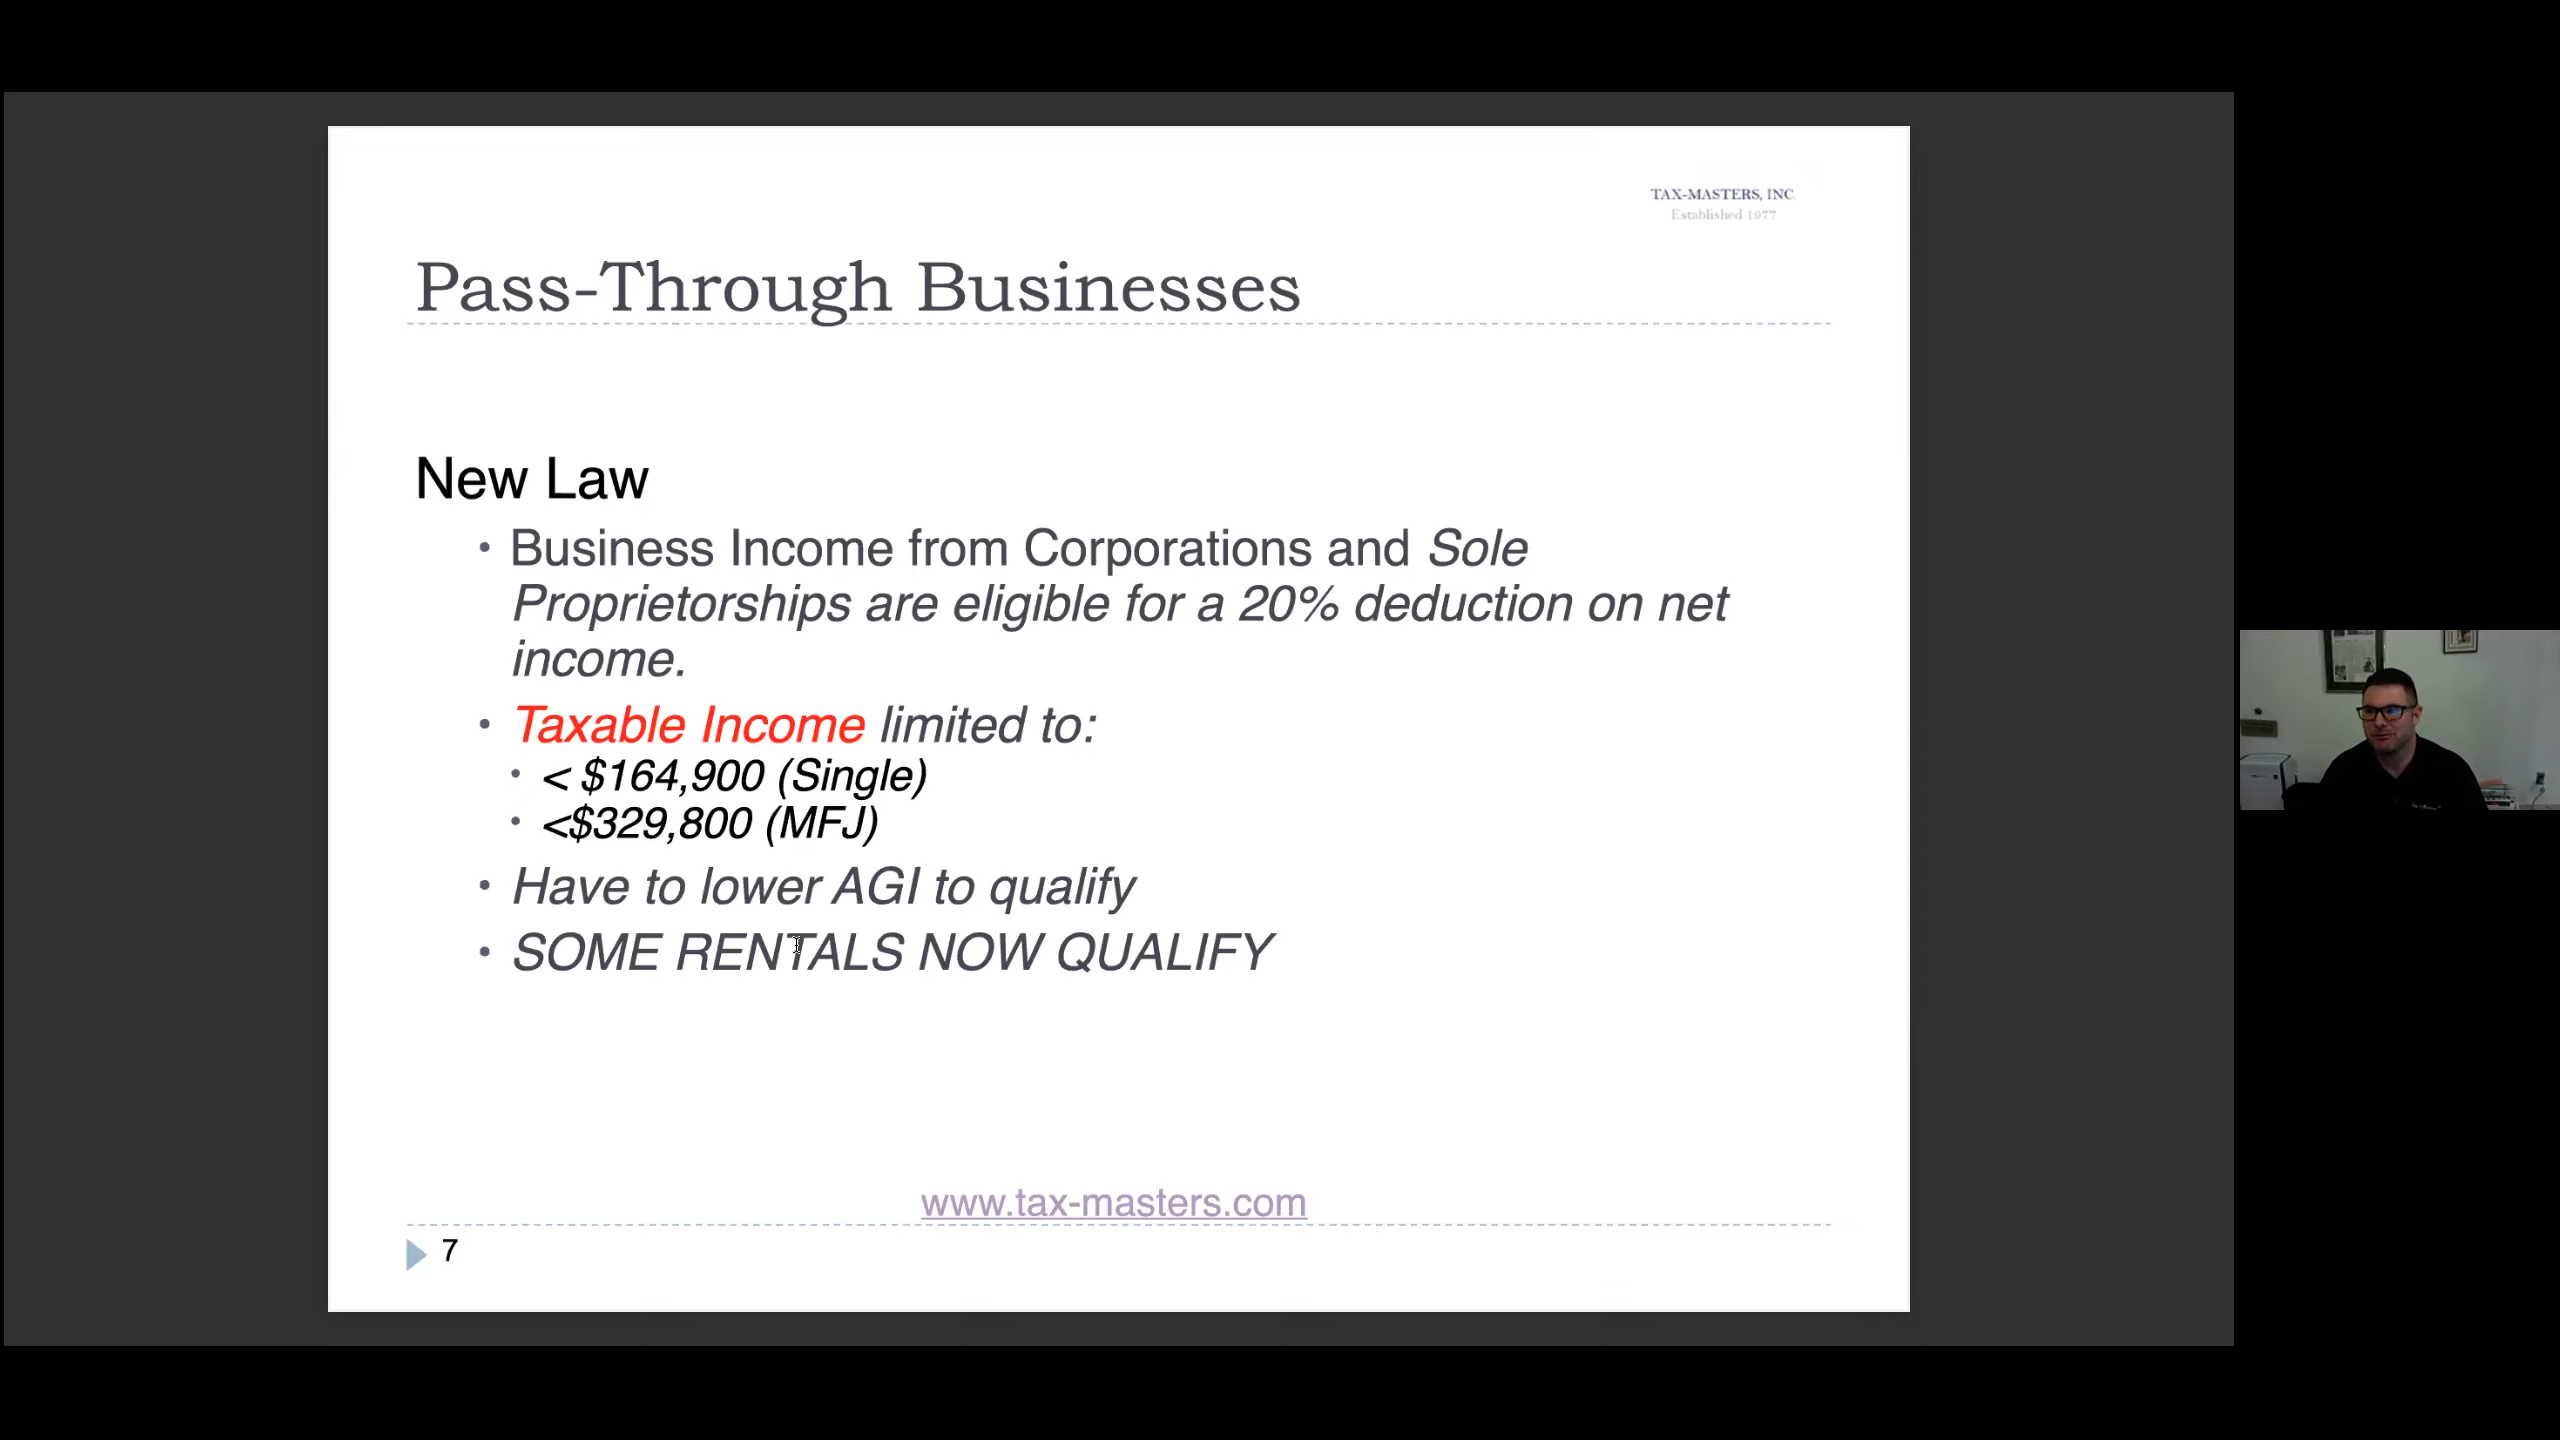 TAX-MASTERS, INC.
Established 1977
Pass-Through Businesses
New Law
• Business Income from Corporations and Sole
Proprietorships are eligible for a 20% deduction on net
income.
• Taxable Income limited to:
• < $164,900 (Single)
• <$329,800 (MFJ)
• Have to lower AGI to qualify
• SOME RENTALS NOW QUALIFY
www.tax-masters.com
7